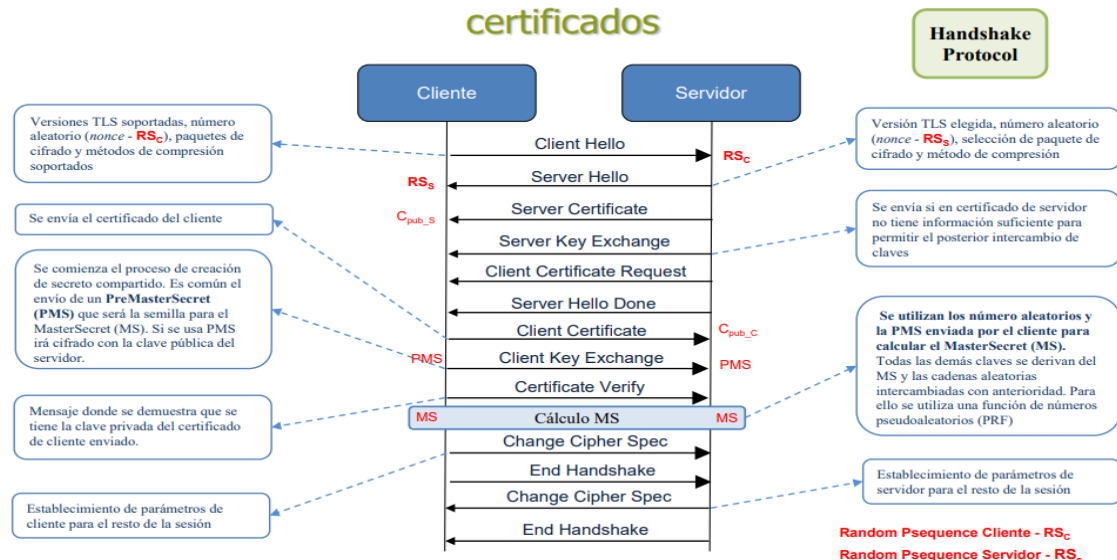 certificados
Handshake
Protocol
Cliente
Servidor
Versiones TLS soportadas, número
aleatorio (nonce - RSC), paquetes de
cifrado y métodos de compresión
soportados
Client Hello
RSC
Versión TLS elegida, número aleatorio
(nonce - RSS), selección de paquete de
cifrado y método de compresión
RSS
Server Hello
Se envía el certificado del cliente
Cpub_S
Server Certificate
Se envía si en certificado de servidor
no tiene información suficiente para
permitir el posterior intercambio de
claves
Server Key Exchange
Se comienza el proceso de creación
de secreto compartido. Es común el
envío de un PreMasterSecret
(PMS) que será la semilla para el
MasterSecret (MS). Si se usa PMS
irá cifrado con la clave pública del
servidor.
Client Certificate Request
Server Hello Done
Client Certificate
Cpub_C
PMS
Client Key Exchange
PMS
Se utilizan los número aleatorios y
la PMS enviada por el cliente para
calcular el MasterSecret (MS).
Todas las demás claves se derivan del
MS y las cadenas aleatorias
intercambiadas con anterioridad. Para
ello se utiliza una función de números
pseudoaleatorios (PRF)
Certificate Verify
Mensaje donde se demuestra que se
tiene la clave privada del certificado
de cliente enviado.
MS
Cálculo MS
MS
Change Cipher Spec
End Handshake
Change Cipher Spec
Establecimiento de parámetros de
servidor para el resto de la sesión
Establecimiento de parámetros de
cliente para el resto de la sesión
End Handshake
Random Psequence Cliente - RSC
Random Psequence Servidor - RSS